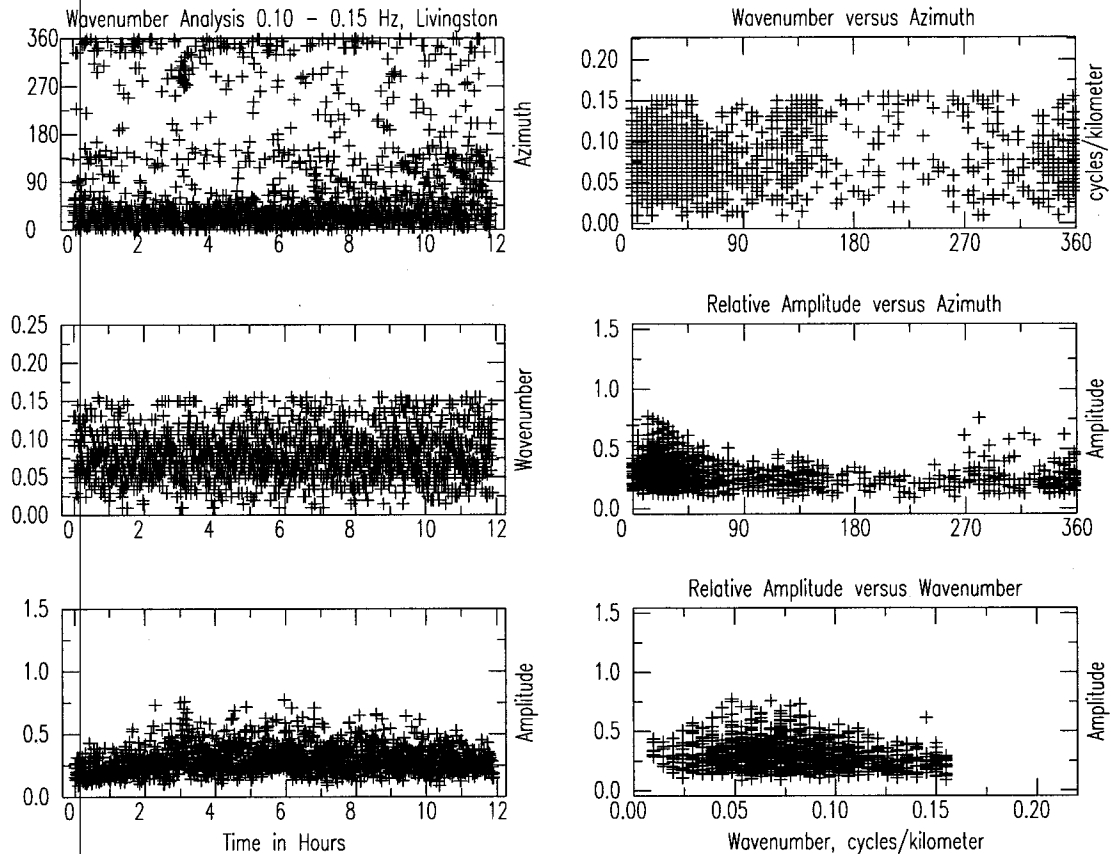 Wavenumber Analysis 0.10 – 0.15 Hz, Livingston
360
270
180
90
0
0 2 4 6 8 10 12
Azimuth
Wavenumber versus Azimuth
0.20
0.15
0.10
0.05
0.00
0 90 180 270 360
cycles/kilometer
0.25
0.20
0.15
0.10
0.05
0.00
0 2 4 6 8 10 12
Wavenumber
Relative Amplitude versus Azimuth
1.5
1.0
0.5
0.0
0 90 180 270 360
Amplitude
1.5
1.0
0.5
0.0
0 2 4 6 8 10 12
Time in Hours
Amplitude
Relative Amplitude versus Wavenumber
1.5
1.0
0.5
0.0
0.00 0.05 0.10 0.15 0.20
Wavenumber, cycles/kilometer
Amplitude